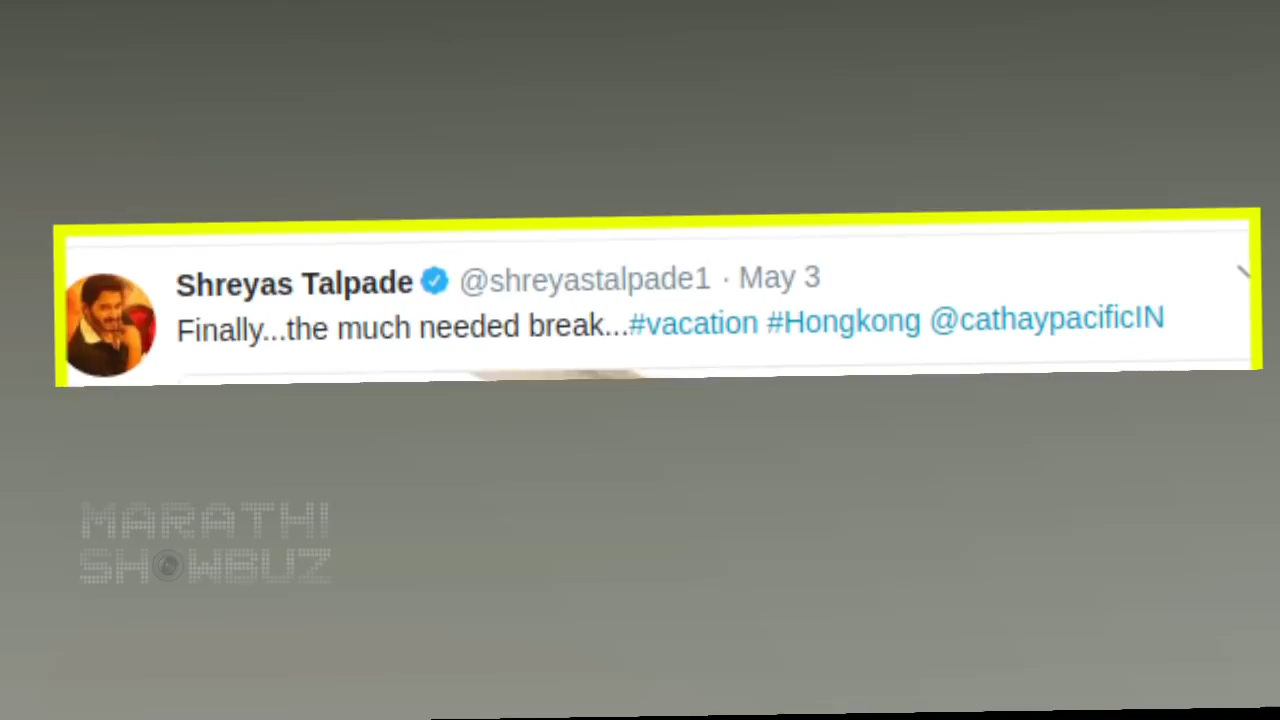 Shreyas Talpade @shreyastalpade1 · May 3
Finally...the much needed break...#vacation #Hongkong @cathaypacificIN
MARATHI
SHOWBUZ